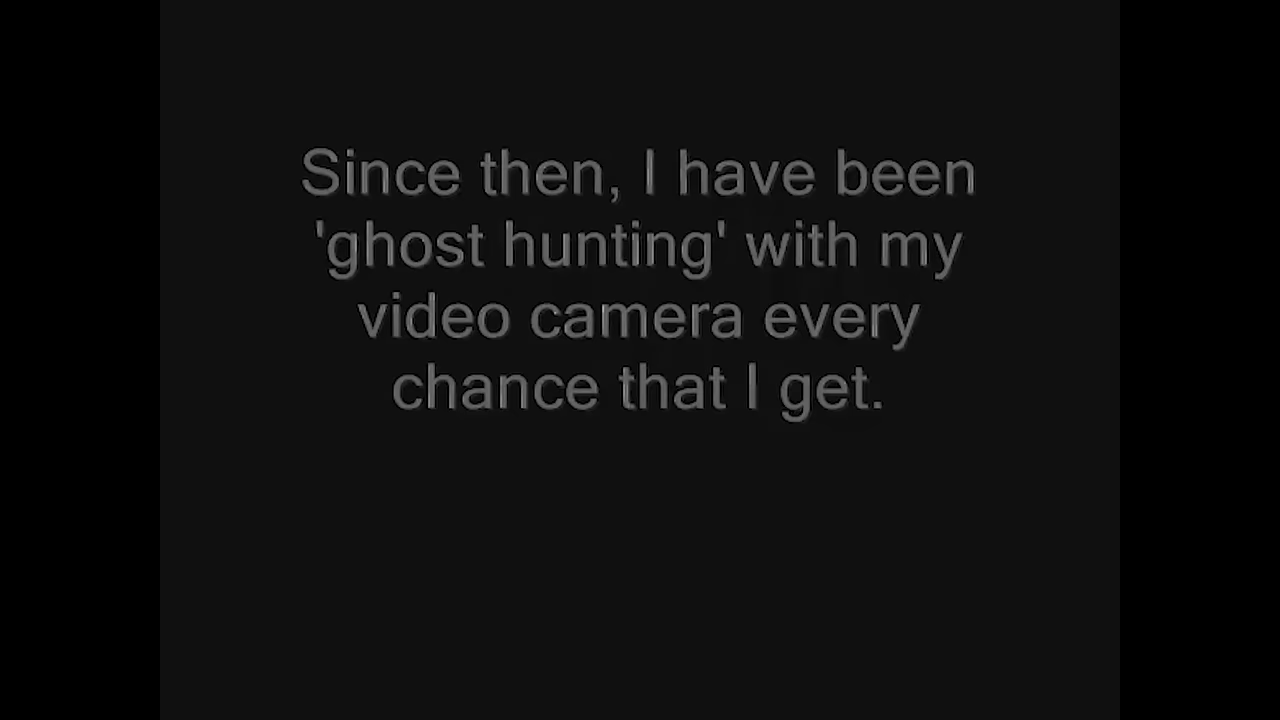 Since then, I have been
'ghost hunting' with my
video camera every
chance that I get.